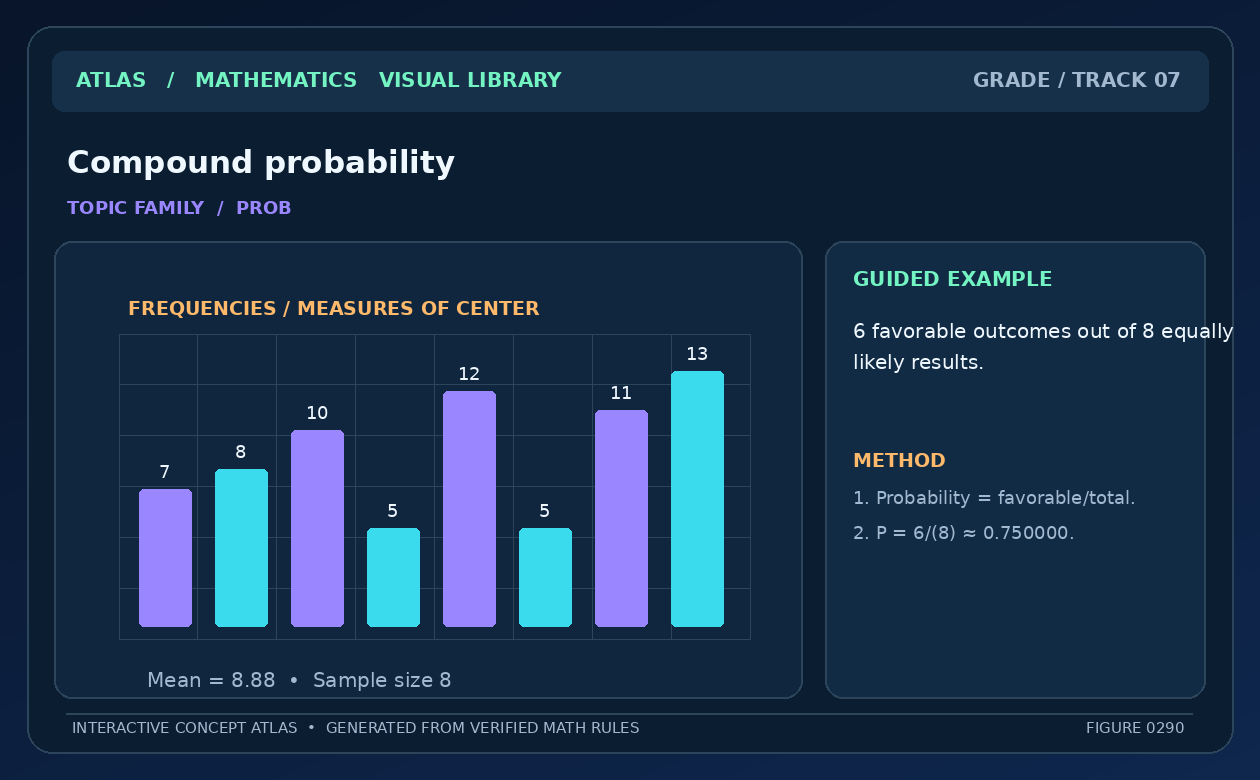 ATLAS / MATHEMATICS VISUAL LIBRARY
GRADE / TRACK 07
Compound probability
TOPIC FAMILY / PROB
FREQUENCIES / MEASURES OF CENTER
7
8
10
5
12
5
11
13
Mean = 8.88 • Sample size 8
GUIDED EXAMPLE
6 favorable outcomes out of 8 equally
likely results.
METHOD
1. Probability = favorable/total.
2. P = 6/(8) ≈ 0.750000.
INTERACTIVE CONCEPT ATLAS • GENERATED FROM VERIFIED MATH RULES
FIGURE 0290